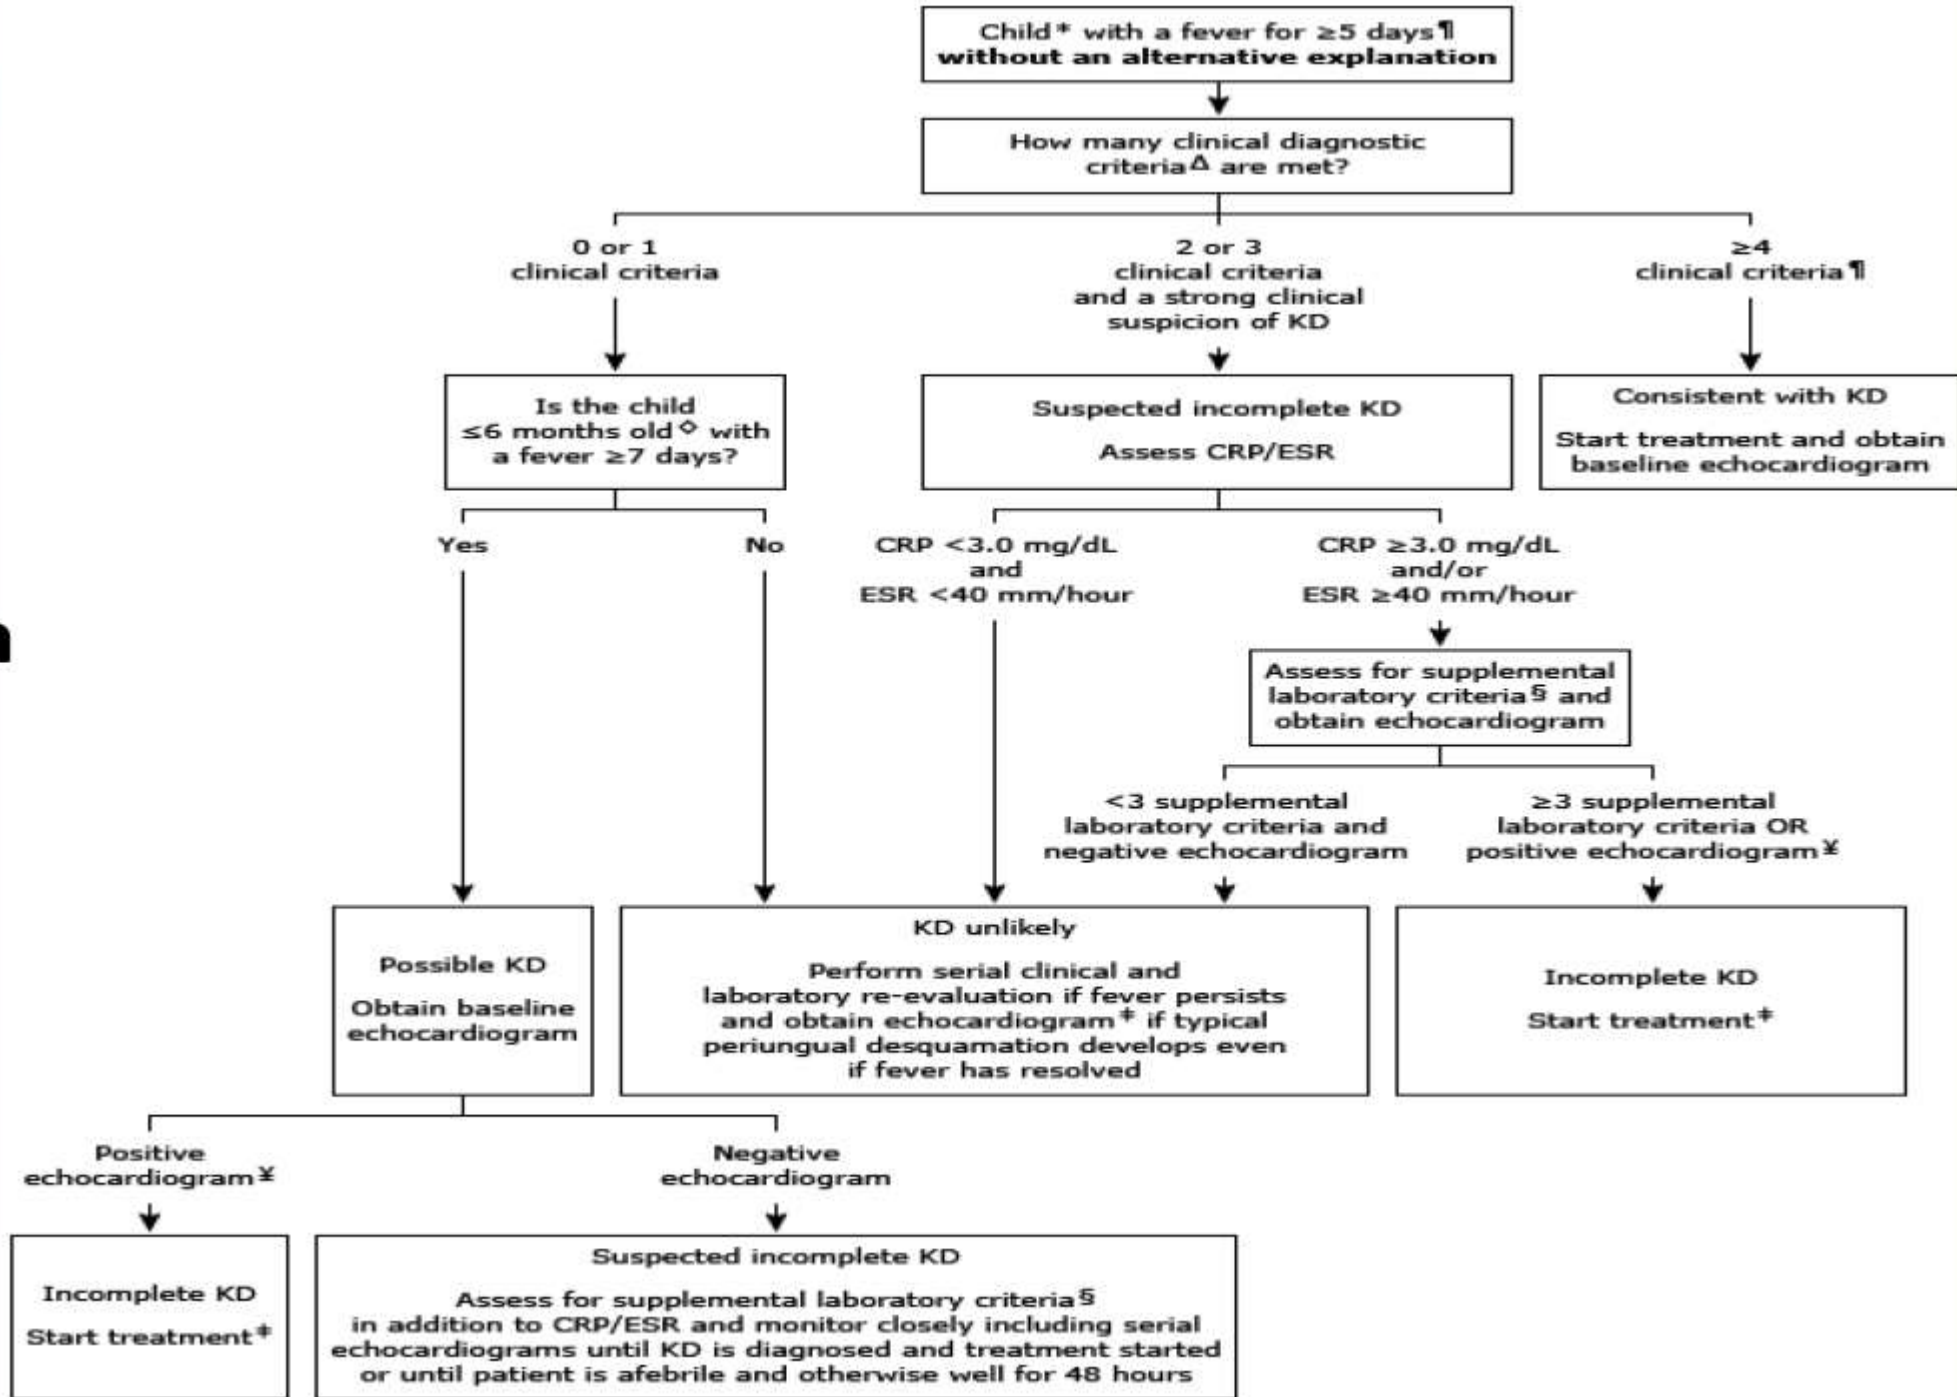 Child* with a fever for ≥5 days¶
without an alternative explanation
How many clinical diagnostic
criteriaΔ are met?
0 or 1
clinical criteria
2 or 3
clinical criteria
and a strong clinical
suspicion of KD
≥4
clinical criteria¶
Is the child
≤6 months old◇ with
a fever ≥7 days?
Suspected incomplete KD
Assess CRP/ESR
Consistent with KD
Start treatment and obtain
baseline echocardiogram
Yes
No
CRP <3.0 mg/dL
and
ESR <40 mm/hour
CRP ≥3.0 mg/dL
and/or
ESR ≥40 mm/hour
Assess for supplemental
laboratory criteria§ and
obtain echocardiogram
<3 supplemental
laboratory criteria and
negative echocardiogram
≥3 supplemental
laboratory criteria OR
positive echocardiogram¥
Possible KD
Obtain baseline
echocardiogram
KD unlikely
Perform serial clinical and
laboratory re-evaluation if fever persists
and obtain echocardiogram‡ if typical
periungual desquamation develops even
if fever has resolved
Incomplete KD
Start treatment‡
Positive
echocardiogram¥
Negative
echocardiogram
Incomplete KD
Start treatment‡
Suspected incomplete KD
Assess for supplemental laboratory criteria§
in addition to CRP/ESR and monitor closely including serial
echocardiograms until KD is diagnosed and treatment started
or until patient is afebrile and otherwise well for 48 hours